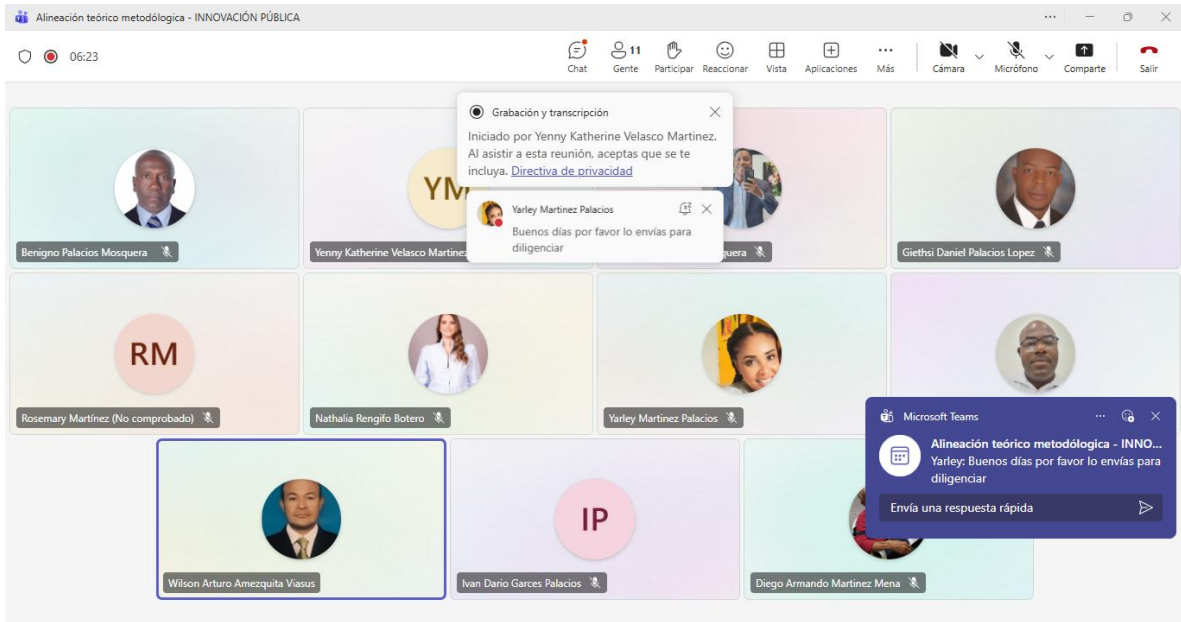 Alineación teórico metodólogica - INNOVACIÓN PÚBLICA
06:23
Chat
11
Gente
Participar
Reaccionar
Vista
Aplicaciones
Más
Cámara
Micrófono
Comparte
Salir
Grabación y transcripción
Iniciado por Yenny Katherine Velasco Martinez.
Al asistir a esta reunión, aceptas que se te
incluya. Directiva de privacidad
YM
Yarley Martinez Palacios
Buenos días por favor lo envías para
diligenciar
Benigno Palacios Mosquera
Yenny Katherine Velasco Martinez
quera
Giethsi Daniel Palacios Lopez
RM
Rosemary Martínez (No comprobado)
Nathalia Rengifo Botero
Yarley Martinez Palacios
Microsoft Teams
Alineación teórico metodólogica - INNO...
Yarley: Buenos días por favor lo envías para
diligenciar
Envía una respuesta rápida
IP
Wilson Arturo Amezquita Viasus
Ivan Dario Garces Palacios
Diego Armando Martinez Mena